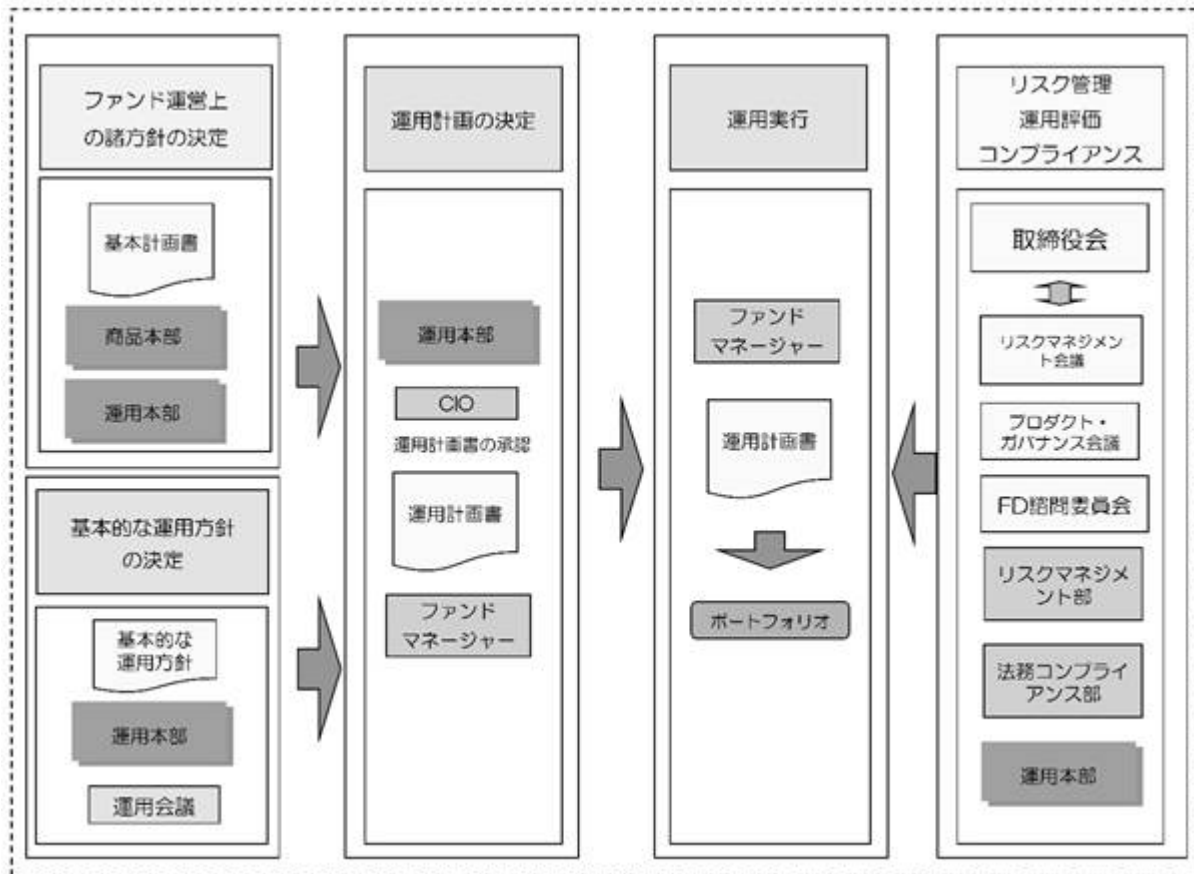 ファンド運営上
の諸方針の決定
基本計画書
商品本部
運用本部
基本的な運用方針
の決定
基本的な
運用方針
運用本部
運用会議
運用計画の決定
運用本部
CIO
運用計画書の承認
運用計画書
ファンド
マネージャー
運用実行
ファンド
マネージャー
運用計画書
ポートフォリオ
リスク管理
運用評価
コンプライアンス
取締役会
リスクマネジメン
ト会議
プロダクト・
ガバナンス会議
FD諮問委員会
リスクマネジメ
ント部
法務コンプライ
アンス部
運用本部